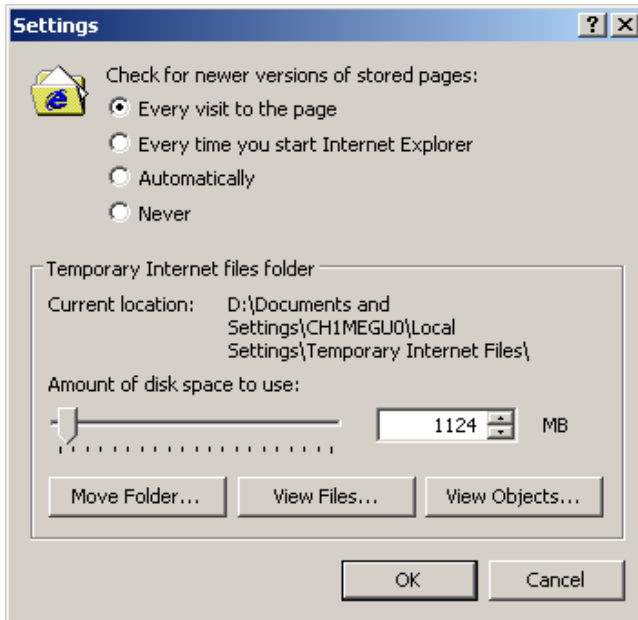 Settings
Check for newer versions of stored pages:
Every visit to the page
Every time you start Internet Explorer
Automatically
Never
Temporary Internet files folder
Current location: D:\Documents and
Settings\CH1MEGU0\Local
Settings\Temporary Internet Files\
Amount of disk space to use:
1124 MB
Move Folder... View Files... View Objects...
OK Cancel